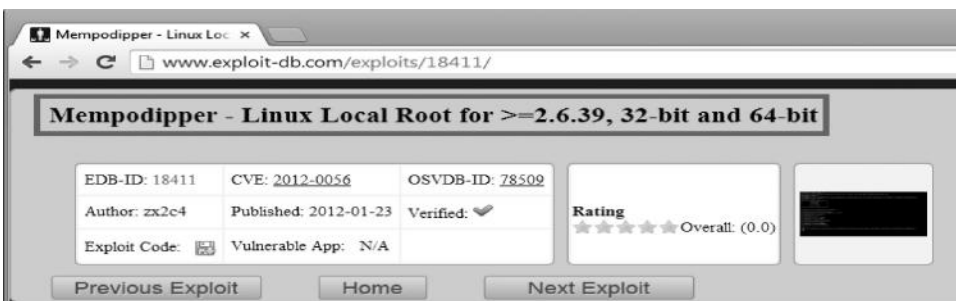 Mempodipper - Linux Loc
www.exploit-db.com/exploits/18411/
Mempodipper - Linux Local Root for >=2.6.39, 32-bit and 64-bit
EDB-ID: 18411 CVE: 2012-0056 OSVDB-ID: 78509
Author: zx2c4 Published: 2012-01-23 Verified:
Exploit Code: Vulnerable App: N/A
Rating
Overall: (0.0)
Previous Exploit Home Next Exploit